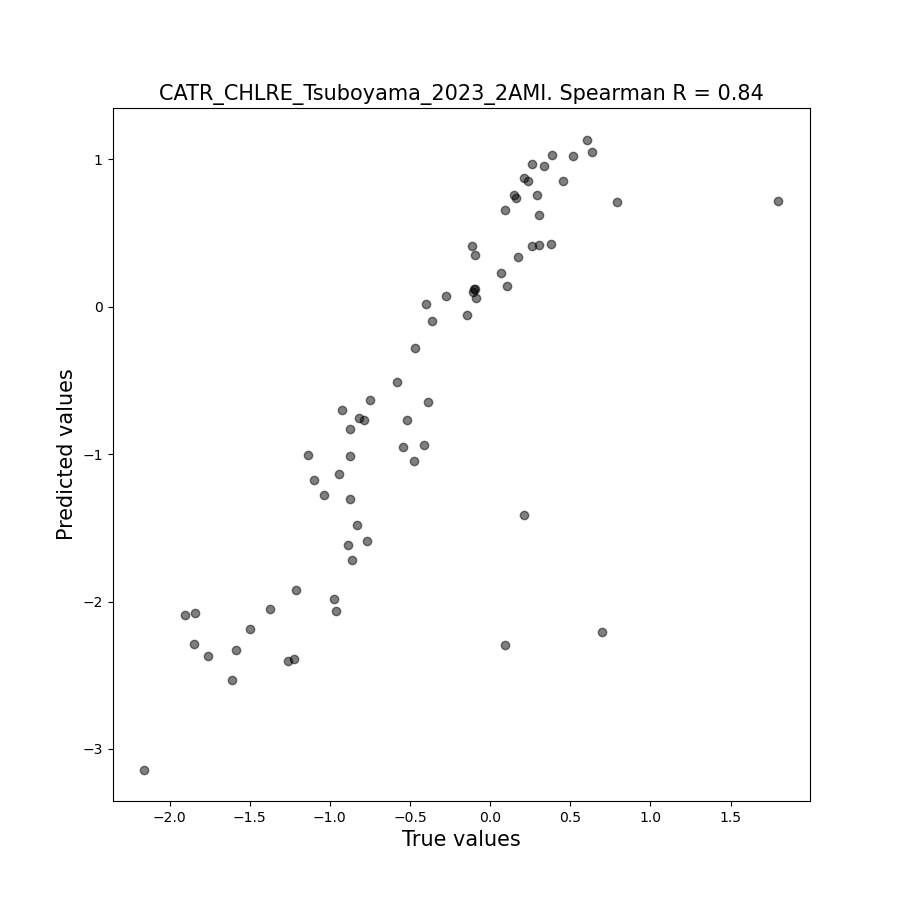 CATR_CHLRE_Tsuboyama_2023_2AMI. Spearman R = 0.84
1
0
−1
−2
−3
Predicted values
−2.0 −1.5 −1.0 −0.5 0.0 0.5 1.0 1.5
True values